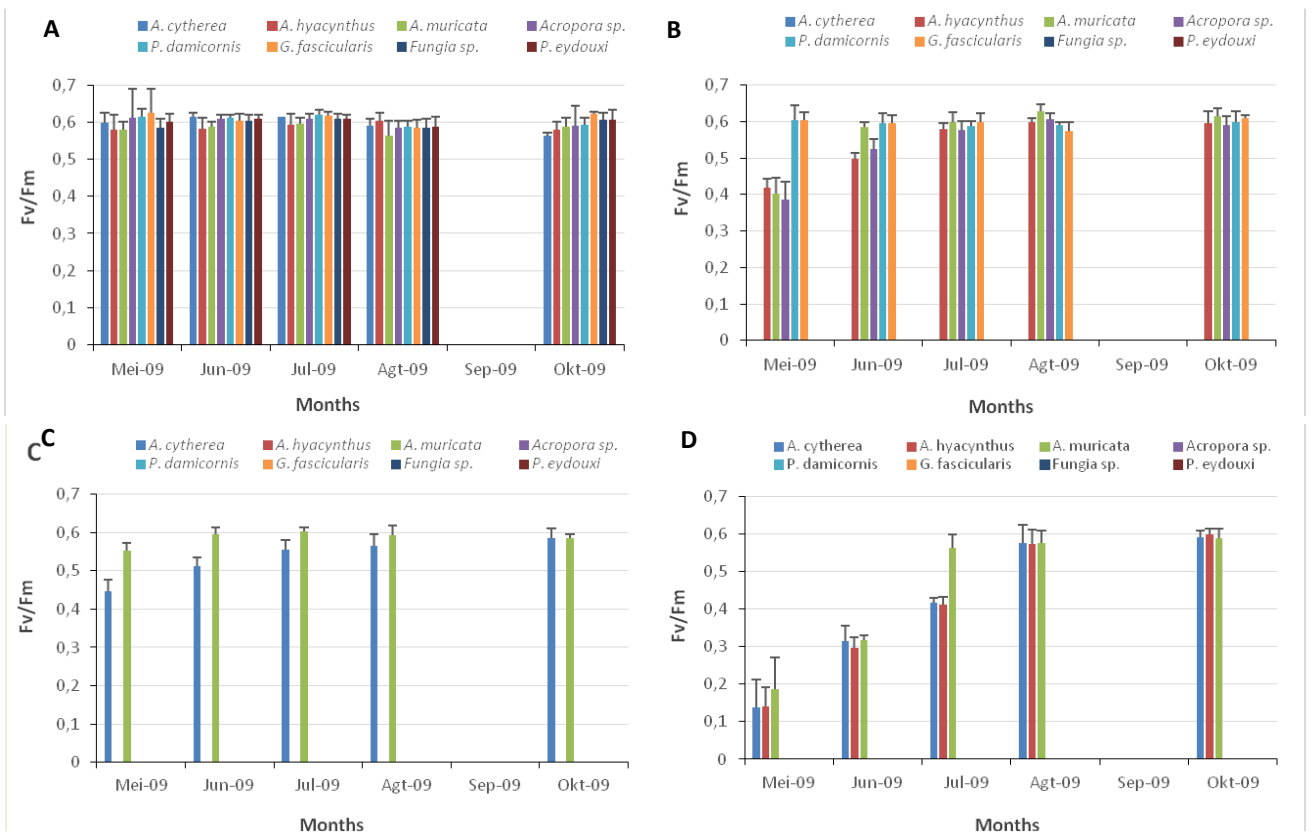 A
A. cytherea A. hyacynthus A. muricata Acropora sp.
P. damicornis G. fascicularis Fungia sp. P. eydouxi
0,7
0,6
0,5
0,4
0,3
0,2
0,1
0
Fv/Fm
Mei-09 Jun-09 Jul-09 Agt-09 Sep-09 Okt-09
Months
B
A. cytherea A. hyacynthus A. muricata Acropora sp.
P. damicornis G. fascicularis Fungia sp. P. eydouxi
0,7
0,6
0,5
0,4
0,3
0,2
0,1
0
Fv/Fm
Mei-09 Jun-09 Jul-09 Agt-09 Sep-09 Okt-09
Months
C
C
A. cytherea A. hyacynthus A. muricata Acropora sp.
P. damicornis G. fascicularis Fungia sp. P. eydouxi
0,7
0,6
0,5
0,4
0,3
0,2
0,1
0
Fv/Fm
Mei-09 Jun-09 Jul-09 Agt-09 Sep-09 Okt-09
Months
D
A. cytherea A. hyacynthus A. muricata Acropora sp.
P. damicornis G. fascicularis Fungia sp. P. eydouxi
0,7
0,6
0,5
0,4
0,3
0,2
0,1
0
Fv/Fm
Mei-09 Jun-09 Jul-09 Agt-09 Sep-09 Okt-09
Months